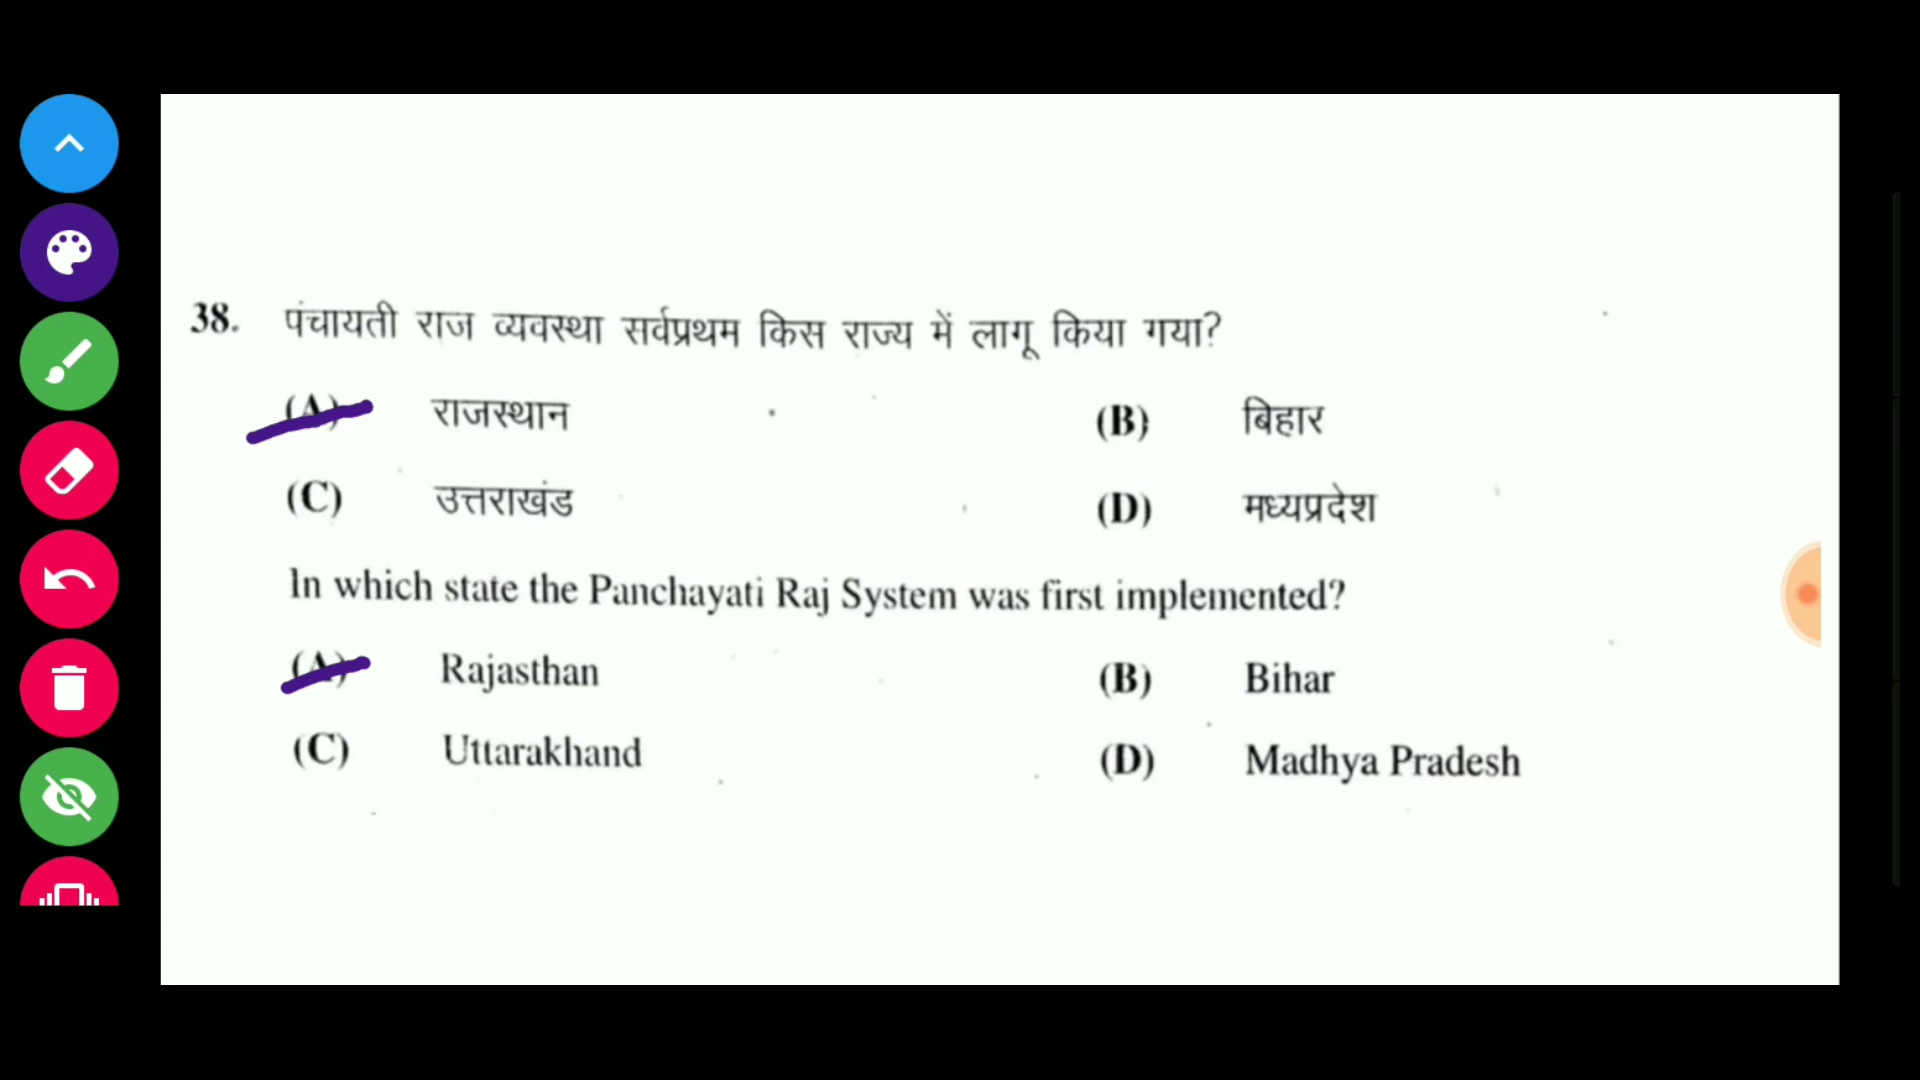 38. पंचायती राज व्यवस्था सर्वप्रथम किस राज्य में लागू किया गया?
(A) राजस्थान (B) बिहार
(C) उत्तराखंड (D) मध्यप्रदेश
In which state the Panchayati Raj System was first implemented?
(A) Rajasthan (B) Bihar
(C) Uttarakhand (D) Madhya Pradesh